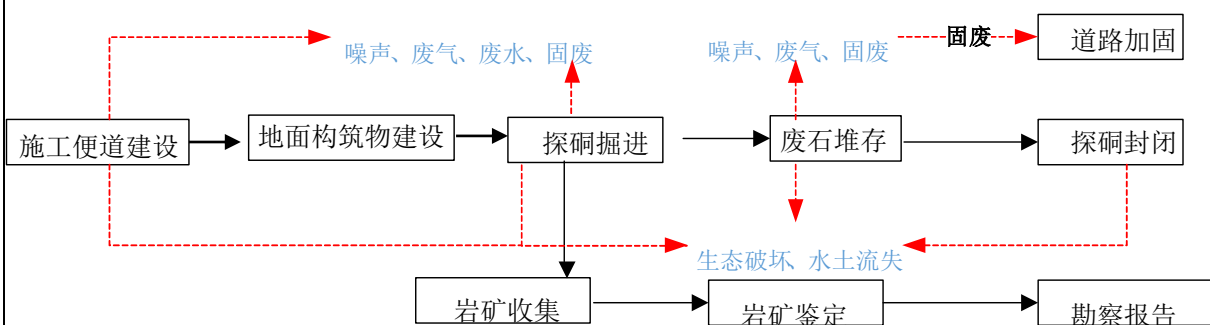 固废
道路加固
噪声、废气、废水、固废
噪声、废气、固废
施工便道建设
地面构筑物建设
探硐掘进
废石堆存
探硐封闭
生态破坏、水土流失
岩矿收集
岩矿鉴定
勘察报告